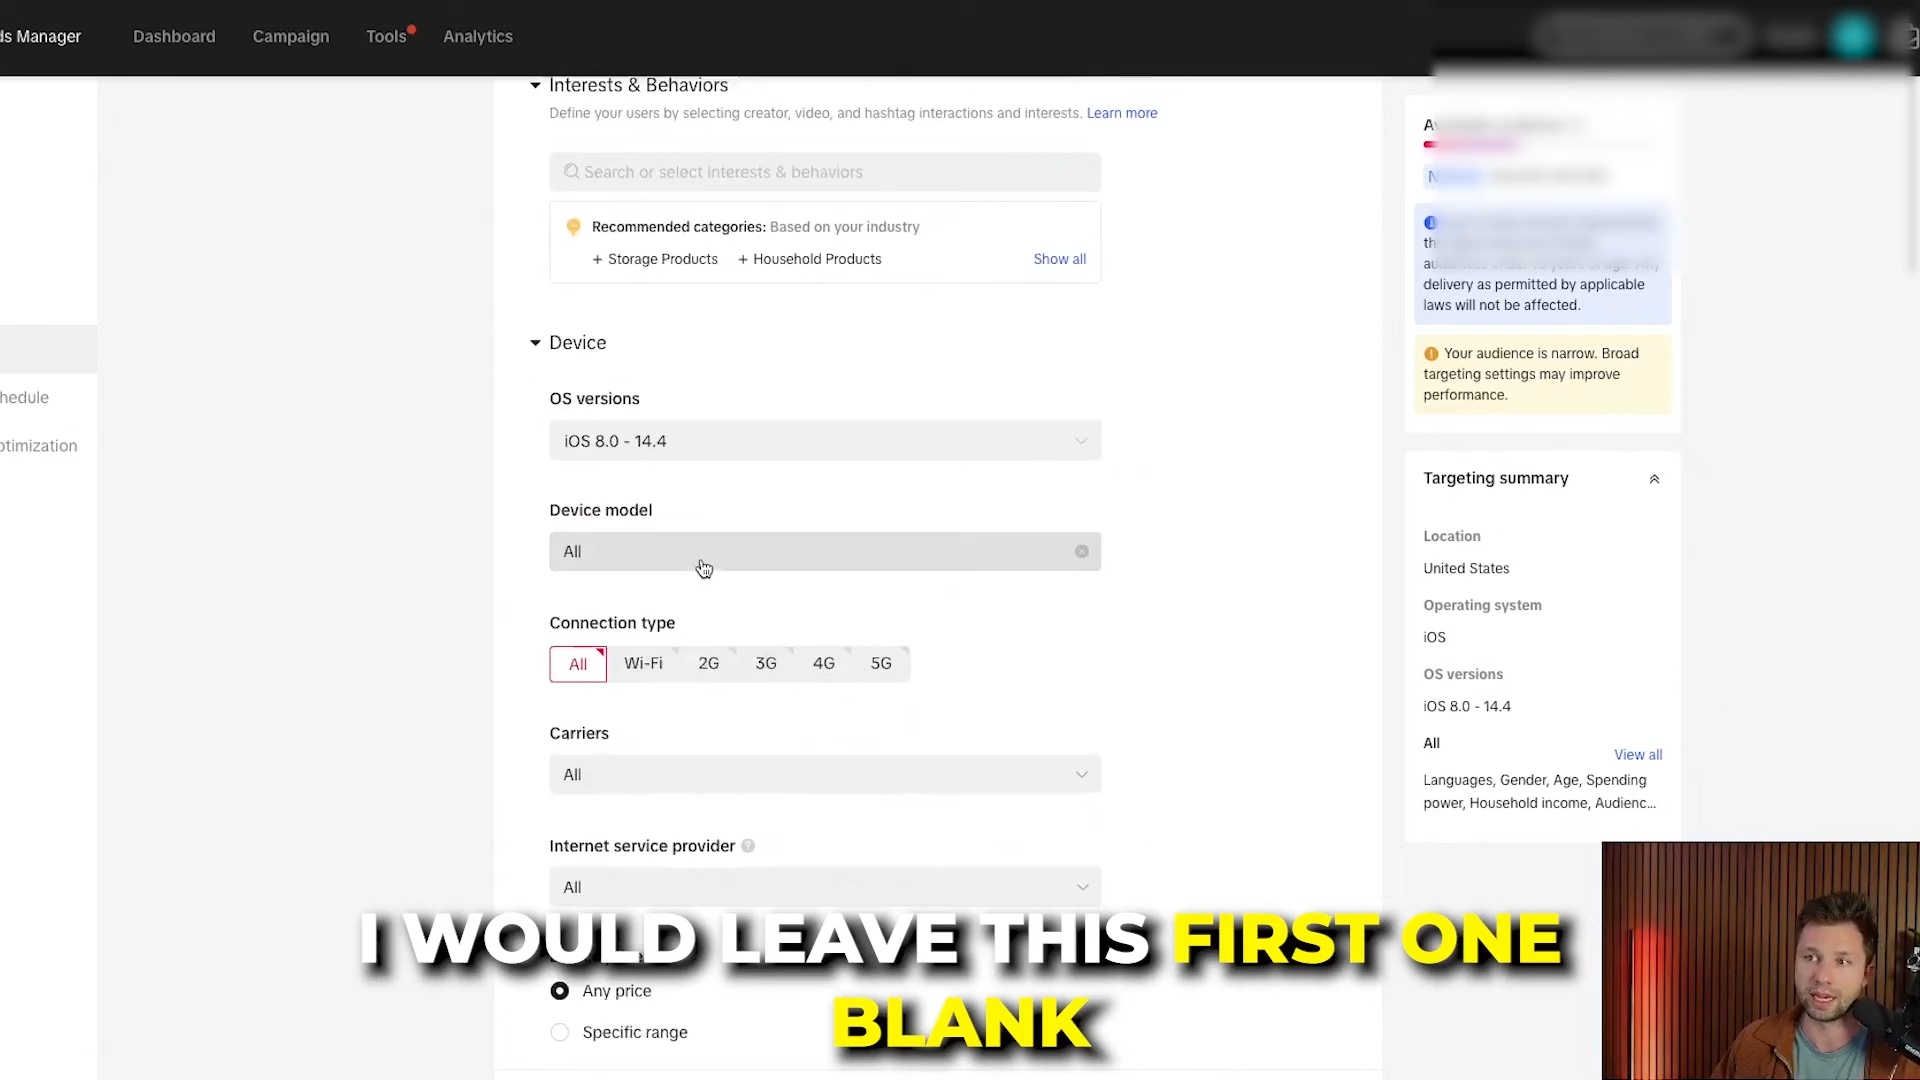 ds Manager
Dashboard
Campaign
Tools
Analytics
Interests & Behaviors
Define your users by selecting creator, video, and hashtag interactions and interests. Learn more
Search or select interests & behaviors
Recommended categories: Based on your industry
+ Storage Products + Household Products
Show all
Device
OS versions
iOS 8.0 - 14.4
Device model
All
Connection type
All
Wi-Fi
2G
3G
4G
5G
Carriers
All
Internet service provider
All
Any price
Specific range
hedule
ptimization
delivery as permitted by applicable
laws will not be affected.
Your audience is narrow. Broad
targeting settings may improve
performance.
Targeting summary
Location
United States
Operating system
iOS
OS versions
iOS 8.0 - 14.4
All
View all
Languages, Gender, Age, Spending
power, Household income, Audienc...
I WOULD LEAVE THIS FIRST ONE
BLANK